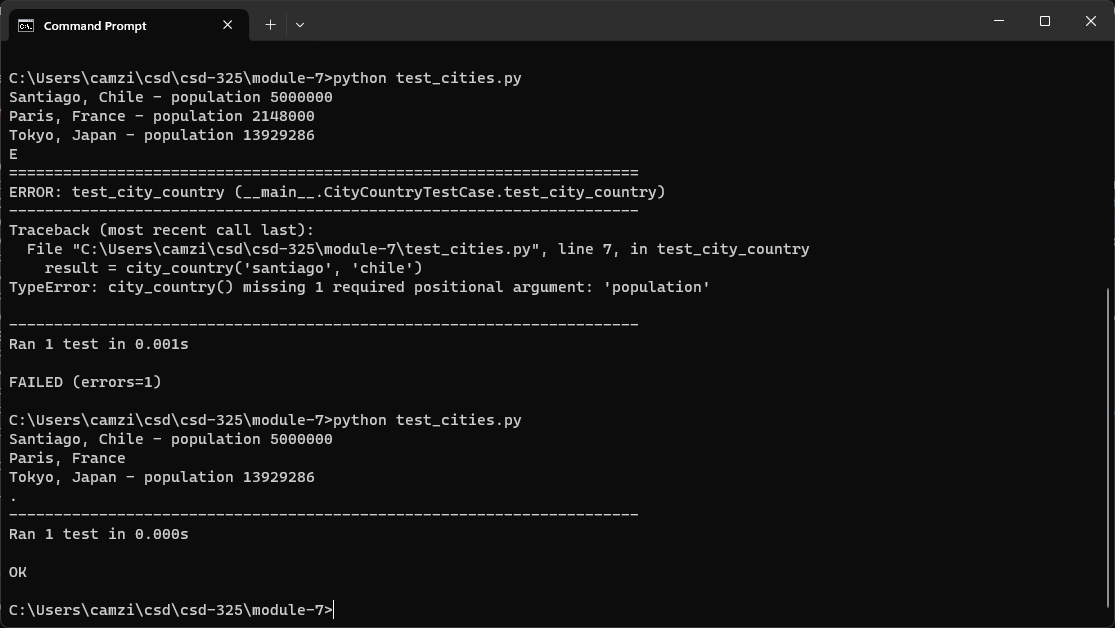 Command Prompt
C:\Users\camzi\csd\csd-325\module-7>python test_cities.py
Santiago, Chile - population 5000000
Paris, France - population 2148000
Tokyo, Japan - population 13929286
E
======================================================================
ERROR: test_city_country (__main__.CityCountryTestCase.test_city_country)
----------------------------------------------------------------------
Traceback (most recent call last):
  File "C:\Users\camzi\csd\csd-325\module-7\test_cities.py", line 7, in test_city_country
    result = city_country('santiago', 'chile')
TypeError: city_country() missing 1 required positional argument: 'population'
----------------------------------------------------------------------
Ran 1 test in 0.001s
FAILED (errors=1)
C:\Users\camzi\csd\csd-325\module-7>python test_cities.py
Santiago, Chile - population 5000000
Paris, France
Tokyo, Japan - population 13929286
.
----------------------------------------------------------------------
Ran 1 test in 0.000s
OK
C:\Users\camzi\csd\csd-325\module-7>